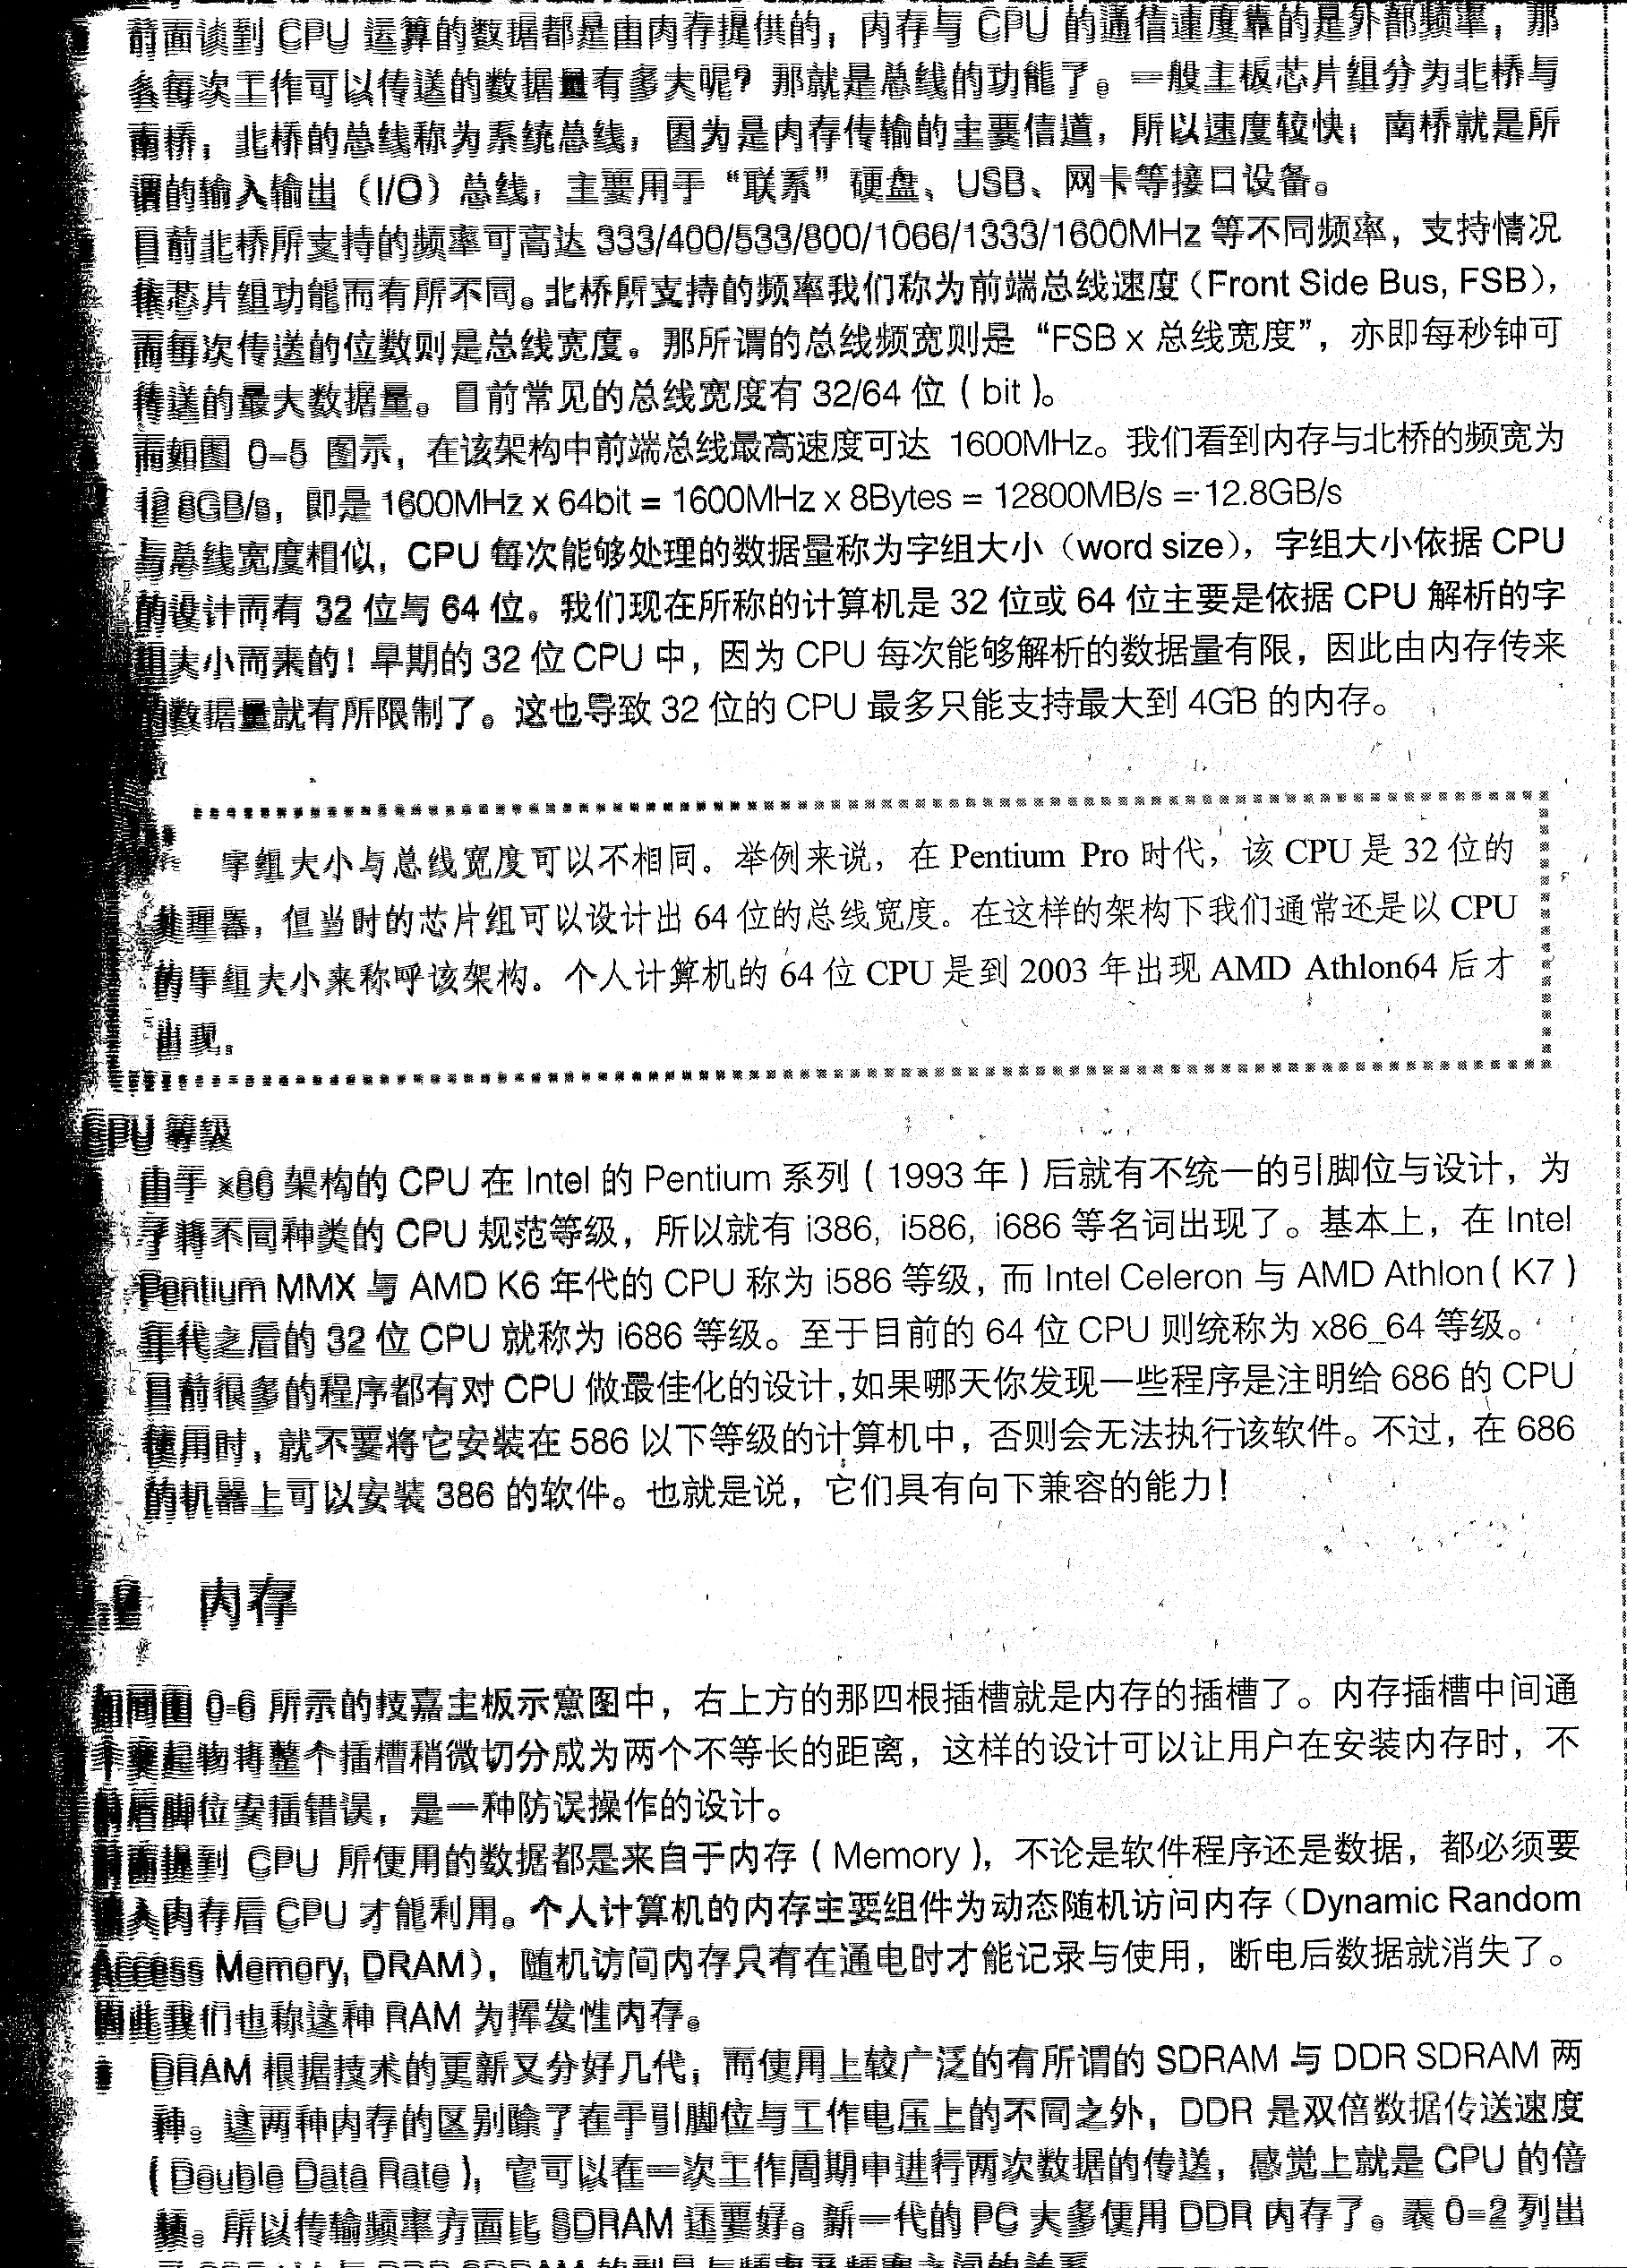 前面谈到 CPU 运算的数据都是由内存提供的，内存与 CPU 的通信速度靠的是外部频率，那
么每次工作可以传送的数据量有多大呢？那就是总线的功能了。一般主板芯片组分为北桥与
南桥，北桥的总线称为系统总线，因为是内存传输的主要信道，所以速度较快；南桥就是所
谓的输入输出（I/O）总线，主要用于“联系”硬盘、USB、网卡等接口设备。
目前北桥所支持的频率可高达 333/400/533/800/1066/1333/1600MHz 等不同频率，支持情况
依芯片组功能而有所不同。北桥所支持的频率我们称为前端总线速度（Front Side Bus, FSB），
而每次传送的位数则是总线宽度。那所谓的总线频宽则是“FSB x 总线宽度”，亦即每秒钟可
传送的最大数据量。目前常见的总线宽度有 32/64 位（bit）。
而如图 0-5 图示，在该架构中前端总线最高速度可达 1600MHz。我们看到内存与北桥的频宽为
12.8GB/s，即是 1600MHz x 64bit = 1600MHz x 8Bytes = 12800MB/s = 12.8GB/s
与总线宽度相似，CPU 每次能够处理的数据量称为字组大小（word size），字组大小依据 CPU
的设计而有 32 位与 64 位。我们现在所称的计算机是 32 位或 64 位主要是依据 CPU 解析的字
组大小而来的！早期的 32 位 CPU 中，因为 CPU 每次能够解析的数据量有限，因此由内存传来
的数据量就有所限制了。这也导致 32 位的 CPU 最多只能支持最大到 4GB 的内存。
字组大小与总线宽度可以不相同。举例来说，在 Pentium Pro 时代，该 CPU 是 32 位的
处理器，但当时的芯片组可以设计出 64 位的总线宽度。在这样的架构下我们通常还是以 CPU
的字组大小来称呼该架构。个人计算机的 64 位 CPU 是到 2003 年出现 AMD Athlon64 后才
出现。
CPU 等级
由于 x86 架构的 CPU 在 Intel 的 Pentium 系列（1993 年）后就有不统一的引脚位与设计，为
了将不同种类的 CPU 规范等级，所以就有 i386, i586, i686 等名词出现了。基本上，在 Intel
Pentium MMX 与 AMD K6 年代的 CPU 称为 i586 等级，而 Intel Celeron 与 AMD Athlon（K7）
年代之后的 32 位 CPU 就称为 i686 等级。至于目前的 64 位 CPU 则统称为 x86_64 等级。
目前很多的程序都有对 CPU 做最佳化的设计，如果哪天你发现一些程序是注明给 686 的 CPU
使用时，就不要将它安装在 586 以下等级的计算机中，否则会无法执行该软件。不过，在 686
的机器上可以安装 386 的软件。也就是说，它们具有向下兼容的能力！
.2 内存
如同图 0-6 所示的技嘉主板示意图中，右上方的那四根插槽就是内存的插槽了。内存插槽中间通
个突起物将整个插槽稍微切分成为两个不等长的距离，这样的设计可以让用户在安装内存时，不
前后脚位安插错误，是一种防误操作的设计。
前面提到 CPU 所使用的数据都是来自于内存（Memory），不论是软件程序还是数据，都必须要
入内存后 CPU 才能利用。个人计算机的内存主要组件为动态随机访问内存（Dynamic Random
Access Memory, DRAM），随机访问内存只有在通电时才能记录与使用，断电后数据就消失了。
因此我们也称这种 RAM 为挥发性内存。
DRAM 根据技术的更新又分好几代，而使用上较广泛的有所谓的 SDRAM 与 DDR SDRAM 两
种。这两种内存的区别除了在于引脚位与工作电压上的不同之外，DDR 是双倍数据传送速度
（Double Data Rate），它可以在一次工作周期中进行两次数据的传送，感觉上就是 CPU 的倍
频。所以传输频率方面比 SDRAM 还要好。新一代的 PC 大多使用 DDR 内存了。表 0-2 列出